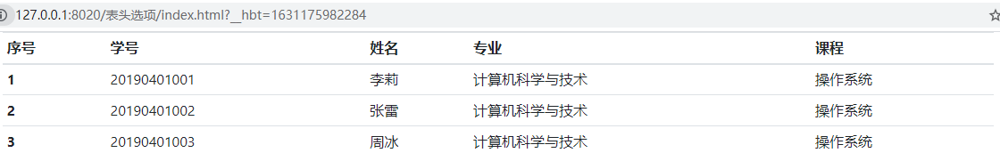 127.0.0.1:8020/表头选项/index.html?__hbt=1631175982284
序号 学号 姓名 专业 课程
1 20190401001 李莉 计算机科学与技术 操作系统
2 20190401002 张雷 计算机科学与技术 操作系统
3 20190401003 周冰 计算机科学与技术 操作系统